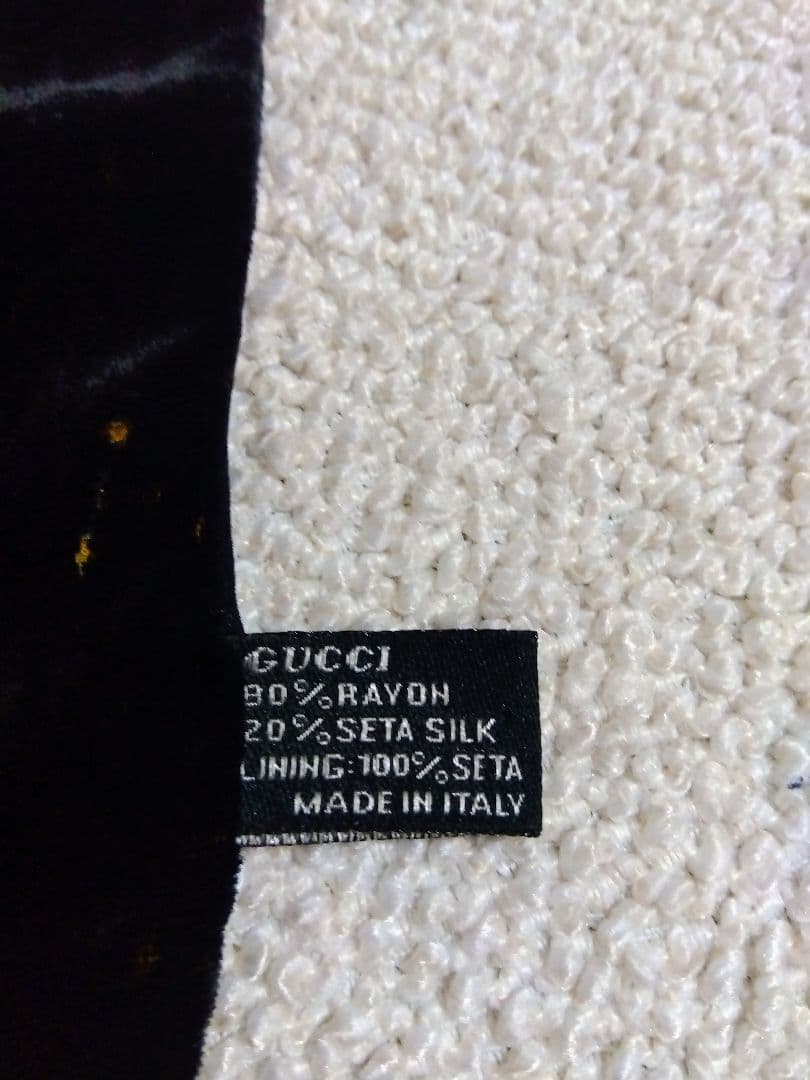 GUCCI
80%RAYON
20%SETA SILK
LINING:100%SETA
MADE IN ITALY